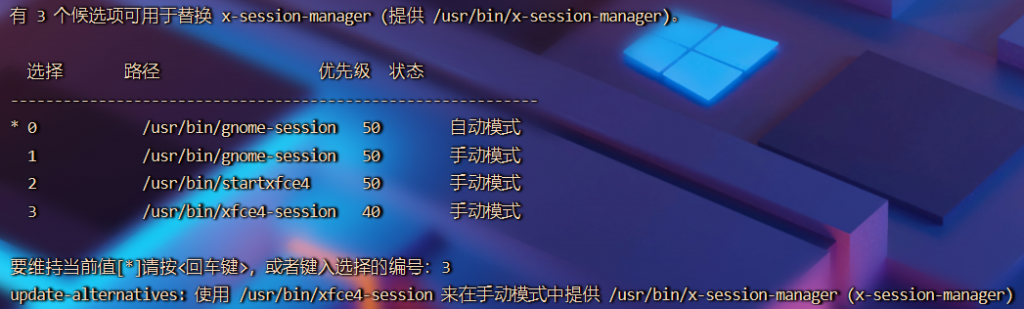 有 3 个候选项可用于替换 x-session-manager (提供 /usr/bin/x-session-manager)。
选择 路径 优先级 状态
------------------------------------------------------------
* 0 /usr/bin/gnome-session 50 自动模式
1 /usr/bin/gnome-session 50 手动模式
2 /usr/bin/startxfce4 50 手动模式
3 /usr/bin/xfce4-session 40 手动模式
要维持当前值[*]请按<回车键>，或者键入选择的编号：3
update-alternatives: 使用 /usr/bin/xfce4-session 来在手动模式中提供 /usr/bin/x-session-manager (x-session-manager)